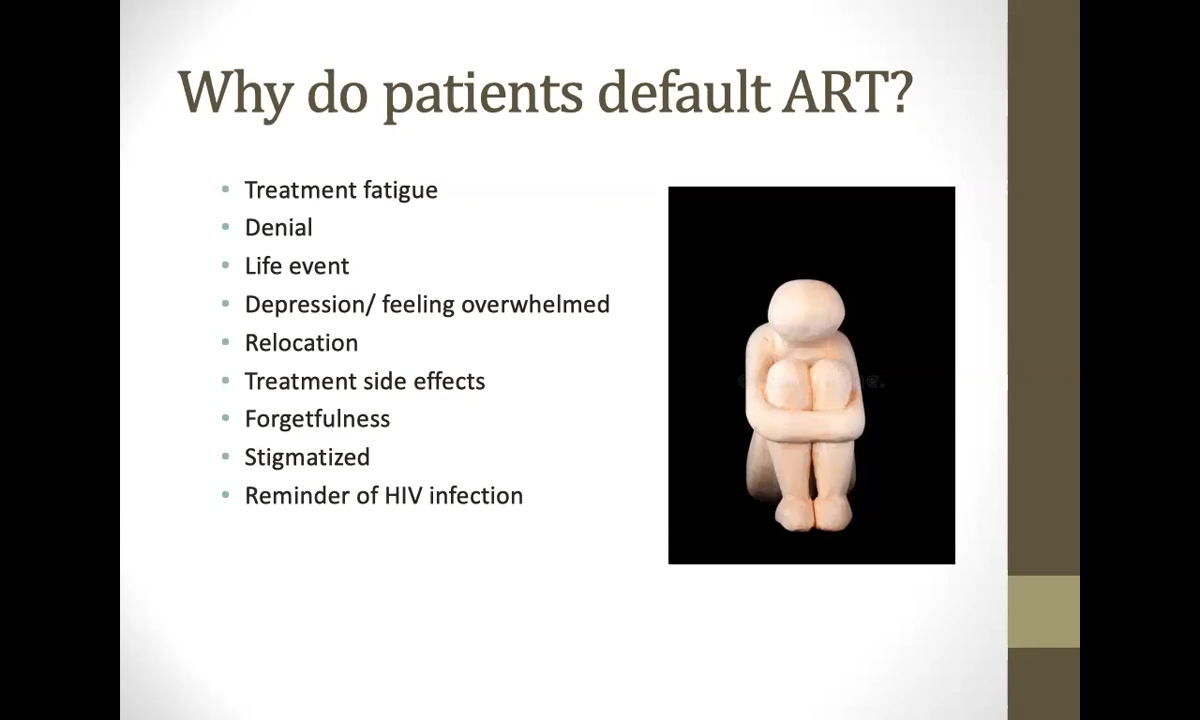 Why do patients default ART?
• Treatment fatigue
• Denial
• Life event
• Depression/ feeling overwhelmed
• Relocation
• Treatment side effects
• Forgetfulness
• Stigmatized
• Reminder of HIV infection